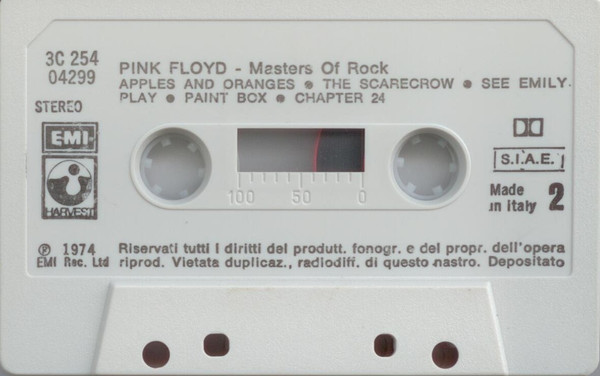 3C 254
04299
STEREO
EMI
HARVEST
PINK FLOYD - Masters Of Rock
APPLES AND ORANGES ● THE SCARECROW ● SEE EMILY
PLAY ● PAINT BOX ● CHAPTER 24
100 50 0
S.I.A.E.
Made
in Italy
2
℗ 1974
EMI Rec. Ltd
Riservati tutti i diritti del produtt. fonogr. e del propr. dell'opera
riprod. Vietata duplicaz., radiodiff. di questo nastro. Depositato